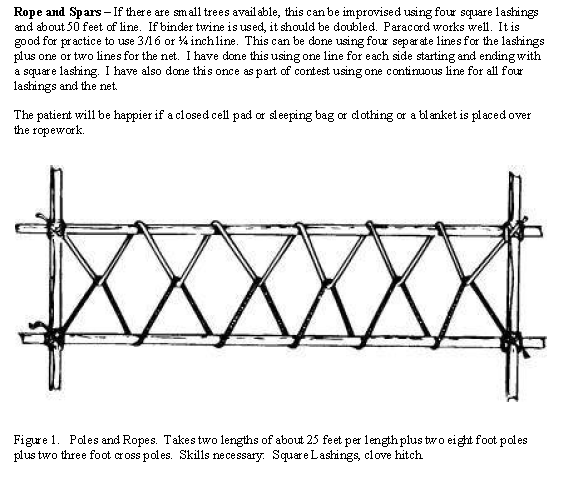 Rope and Spars – If there are small trees available, this can be improvised using four square lashings
and about 50 feet of line. If binder twine is used, it should be doubled. Paracord works well. It is
good for practice to use 3/16 or ¼ inch line. This can be done using four separate lines for the lashings
plus one or two lines for the net. I have done this using one line for each side starting and ending with
a square lashing. I have also done this once as part of contest using one continuous line for all four
lashings and the net.
The patient will be happier if a closed cell pad or sleeping bag or clothing or a blanket is placed over
the ropework.
Figure 1. Poles and Ropes. Takes two lengths of about 25 feet per length plus two eight foot poles
plus two three foot cross poles. Skills necessary: Square Lashings, clove hitch.